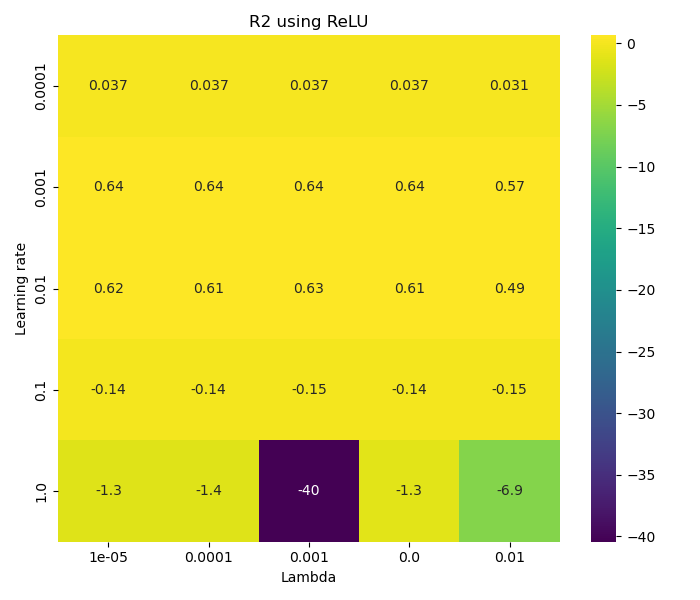 R2 using ReLU
0.0001 0.037 0.037 0.037 0.037 0.031
0.001 0.64 0.64 0.64 0.64 0.57
0.01 0.62 0.61 0.63 0.61 0.49
0.1 -0.14 -0.14 -0.15 -0.14 -0.15
1.0 -1.3 -1.4 -40 -1.3 -6.9
1e-05 0.0001 0.001 0.0 0.01
Lambda
Learning rate
0
−5
−10
−15
−20
−25
−30
−35
−40